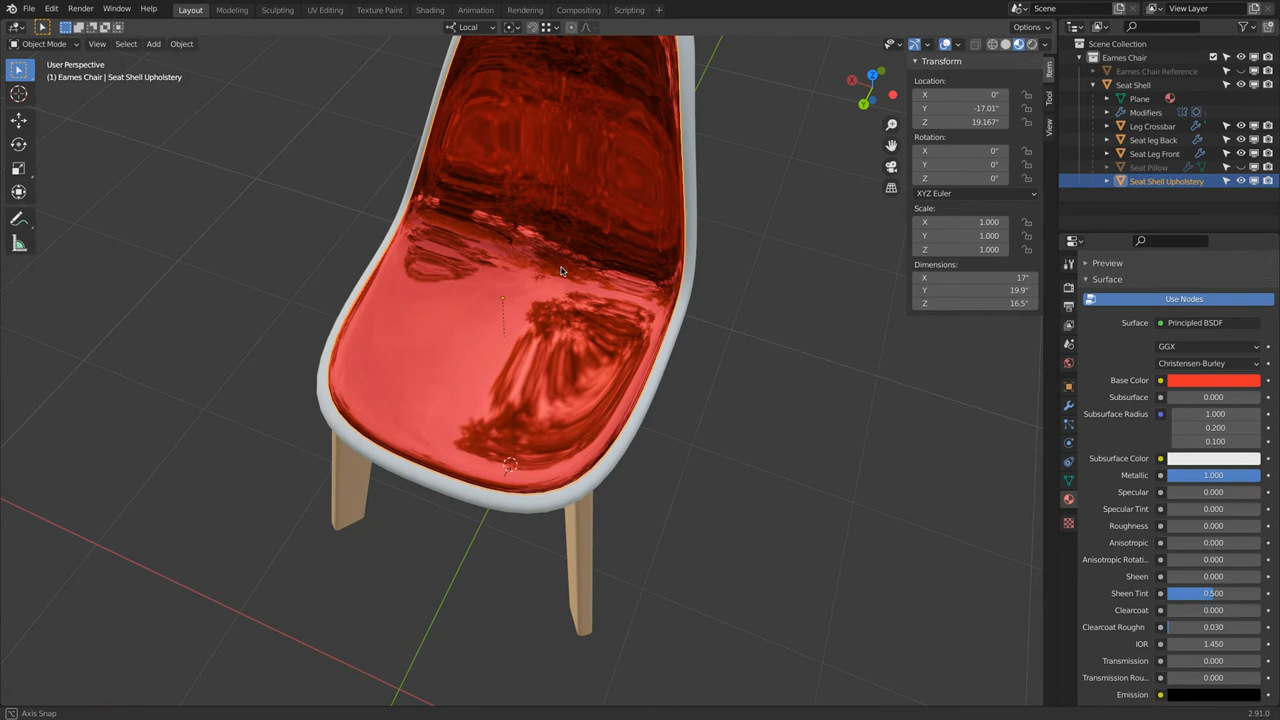 File Edit Render Window Help Layout Modeling Sculpting UV Editing Texture Paint Shading Animation Rendering Compositing Scripting + Scene View Layer
Local Options
Object Mode View Select Add Object
User Perspective
(1) Eames Chair | Seat Shell Upholstery
X
Z
Y
Transform
Location:
X 0"
Y -17.01"
Z 19.167"
Rotation:
X 0°
Y 0°
Z 0°
XYZ Euler
Scale:
X 1.000
Y 1.000
Z 1.000
Dimensions:
X 17"
Y 19.9"
Z 16.5"
Item
Tool
View
Scene Collection
Eames Chair
Eames Chair Reference
Seat Shell
Plane
Modifiers
Leg Crossbar
Seat leg Back
Seat Leg Front
Seat Pillow
Seat Shell Upholstery
Preview
Surface
Use Nodes
Surface: Principled BSDF
GGX
Christensen-Burley
Base Color
Subsurface 0.000
Subsurface Radius 1.000
0.200
0.100
Subsurface Color
Metallic 1.000
Specular 0.000
Specular Tint 0.000
Roughness 0.000
Anisotropic 0.000
Anisotropic Rotati... 0.000
Sheen 0.000
Sheen Tint 0.500
Clearcoat 0.000
Clearcoat Roughn 0.030
IOR 1.450
Transmission 0.000
Transmission Rou... 0.000
Emission
Axis Snap 2.91.0